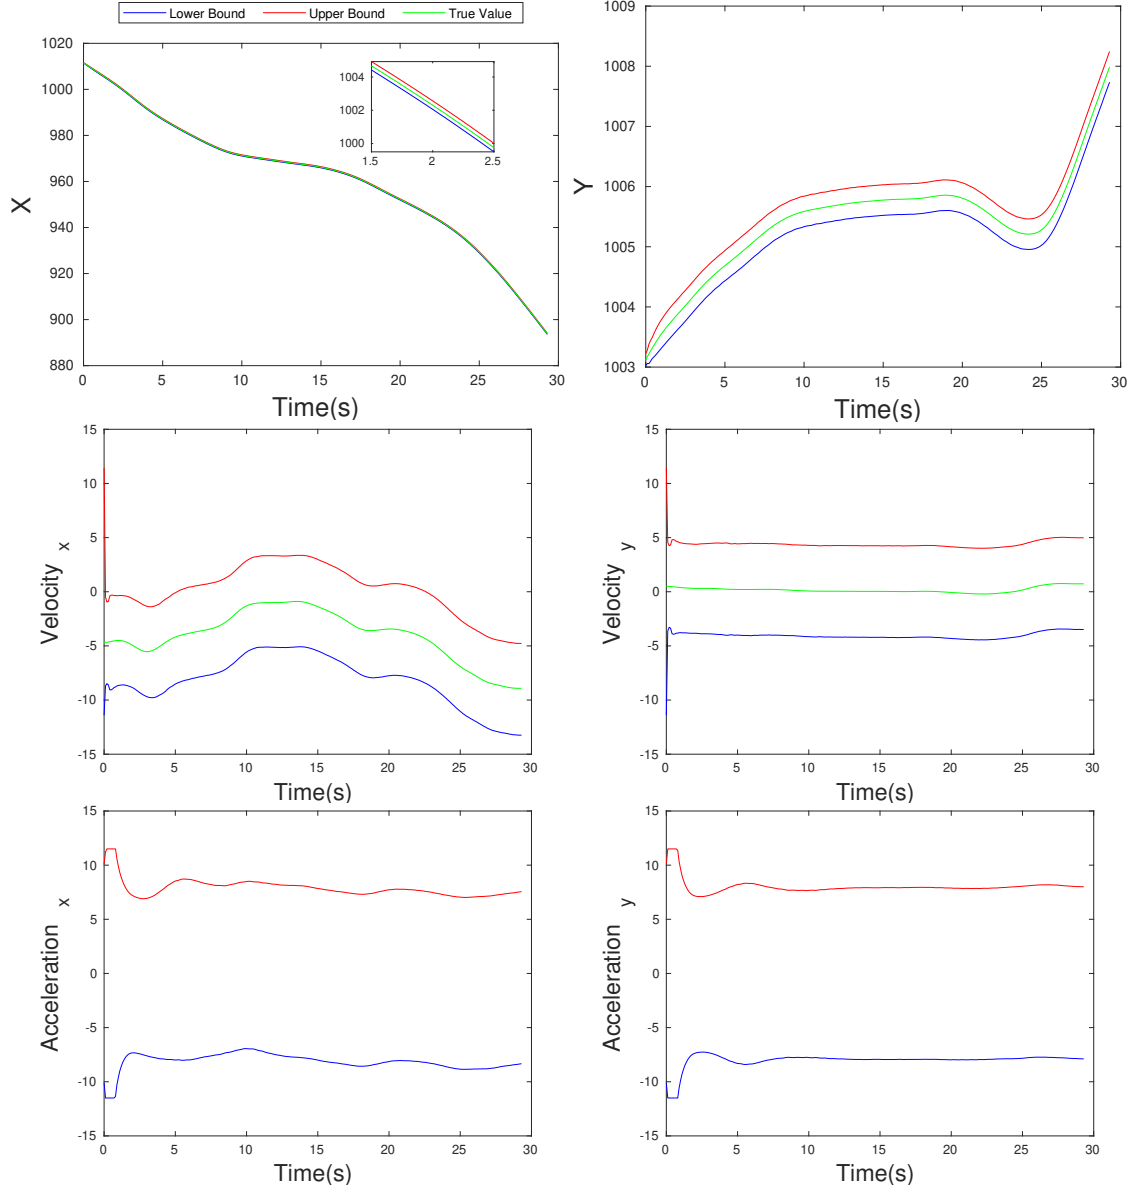 Lower Bound Upper Bound True Value
1020
1000
980
960
940
920
900
880
X
0 5 10 15 20 25 30
Time(s)
1004
1002
1000
1.5 2 2.5
1009
1008
1007
1006
1005
1004
1003
Y
0 5 10 15 20 25 30
Time(s)
15
10
5
0
-5
-10
-15
Velocity x
0 5 10 15 20 25 30
Time(s)
15
10
5
0
-5
-10
-15
Velocity y
0 5 10 15 20 25 30
Time(s)
15
10
5
0
-5
-10
-15
Acceleration x
0 5 10 15 20 25 30
Time(s)
15
10
5
0
-5
-10
-15
Acceleration y
0 5 10 15 20 25 30
Time(s)